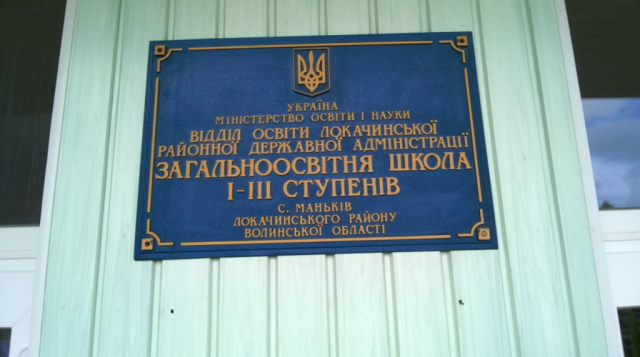 УКРАЇНА
МІНІСТЕРСТВО ОСВІТИ І НАУКИ
ВІДДІЛ ОСВІТИ ЛОКАЧИНСЬКОЇ
РАЙОННОЇ ДЕРЖАВНОЇ АДМІНІСТРАЦІЇ
ЗАГАЛЬНООСВІТНЯ ШКОЛА
І-ІІІ СТУПЕНІВ
С. МАНЬКІВ
ЛОКАЧИНСЬКОГО РАЙОНУ
ВОЛИНСЬКОЇ ОБЛАСТІ